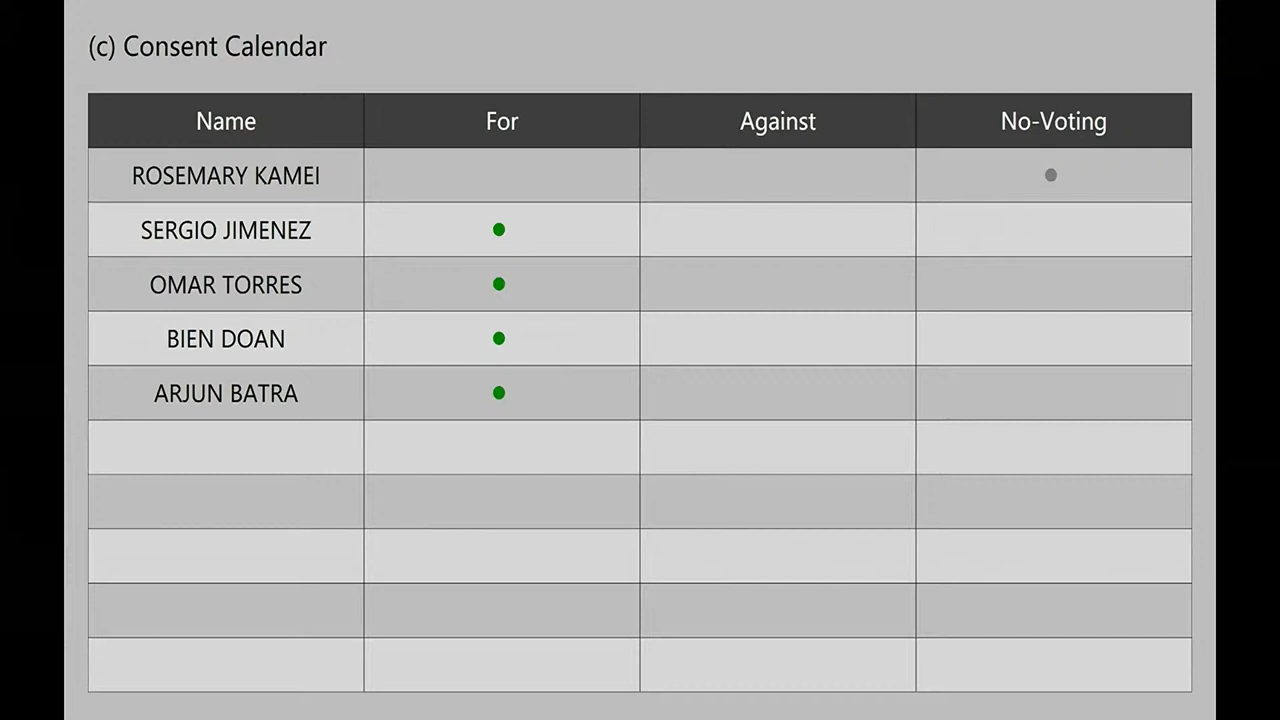 (c) Consent Calendar
Name For Against No-Voting
ROSEMARY KAMEI
SERGIO JIMENEZ
OMAR TORRES
BIEN DOAN
ARJUN BATRA